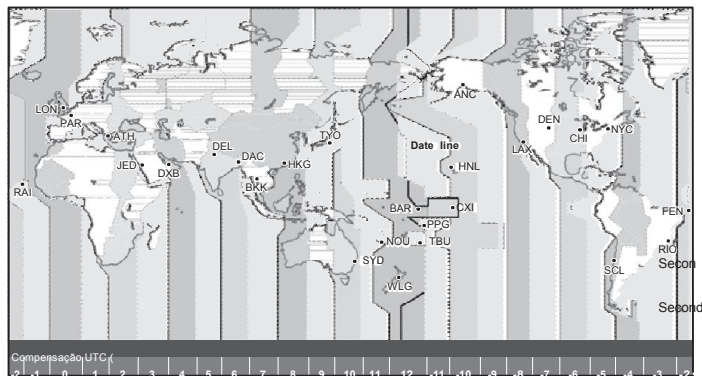 LON
PAR
ATH
JED
DXB
DEL
DAC
BKK
HKG
TYO
RAI
SYD
NOU
WLG
BAR
PPG
TBU
CXI
HNL
Date line
ANC
LAX
DEN
CHI
NYC
FEN
RIO
SCL
Secon
Second
Compensação UTC (
-2 -1 0 1 2 3 4 5 6 7 8 9 10 11 12 -11 -10 -9 -8 -7 -6 -5 -4 -3 -2